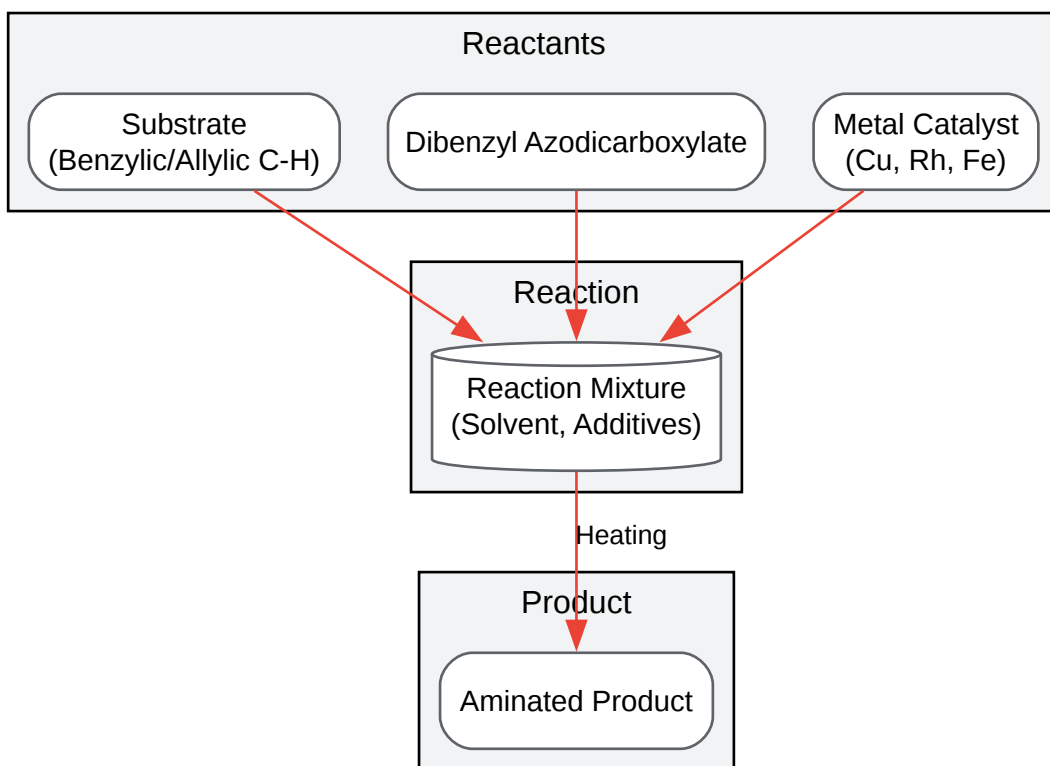 Reactants
Substrate
(Benzylic/Allylic C-H)
Dibenzyl Azodicarboxylate
Metal Catalyst
(Cu, Rh, Fe)
Reaction
Reaction Mixture
(Solvent, Additives)
Heating
Product
Aminated Product